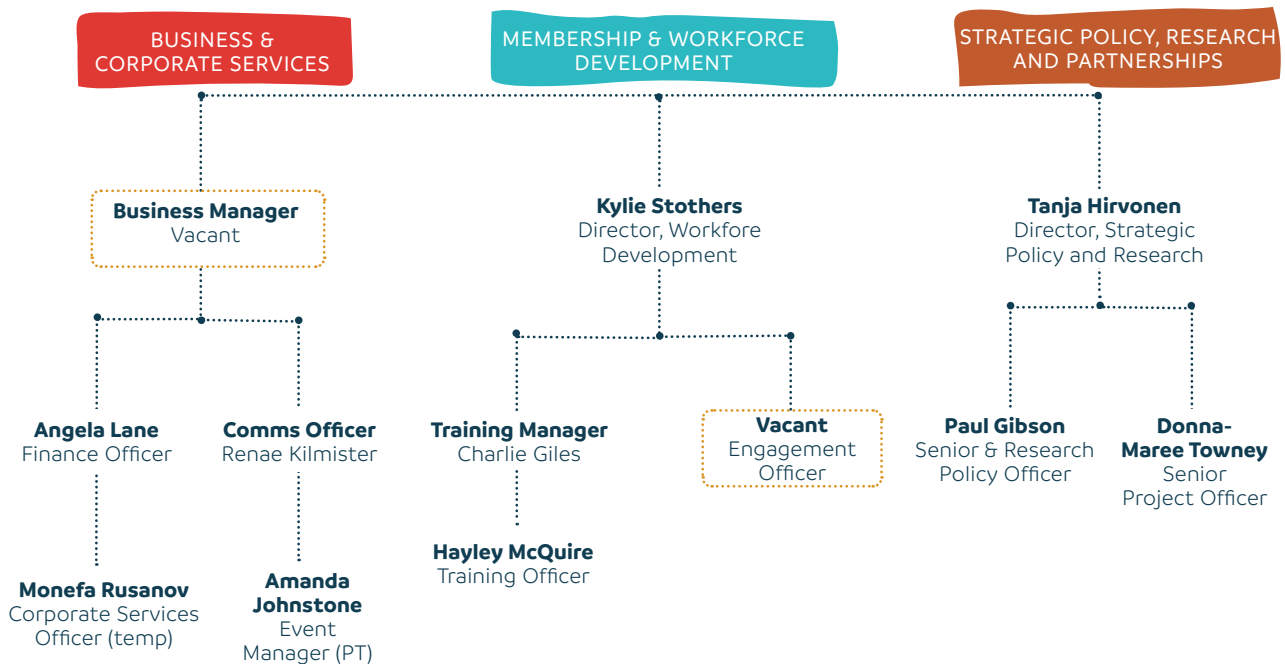 BUSINESS &
CORPORATE SERVICES
MEMBERSHIP & WORKFORCE
DEVELOPMENT
STRATEGIC POLICY, RESEARCH
AND PARTNERSHIPS
Business Manager
Vacant
Kylie Stothers
Director, Workfore
Development
Tanja Hirvonen
Director, Strategic
Policy and Research
Angela Lane
Finance Officer
Comms Officer
Renae Kilmister
Training Manager
Charlie Giles
Vacant
Engagement
Officer
Paul Gibson
Senior & Research
Policy Officer
Donna-
Maree Towney
Senior
Project Officer
Monefa Rusanov
Corporate Services
Officer (temp)
Amanda
Johnstone
Event
Manager (PT)
Hayley McQuire
Training Officer